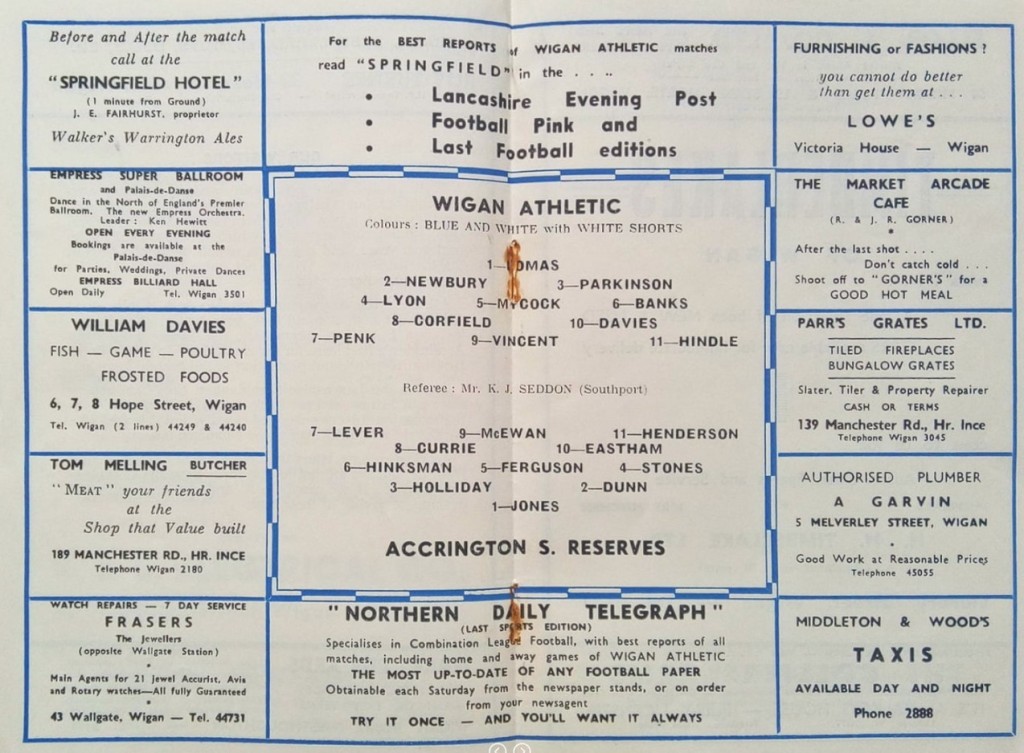 Before and After the match
call at the
"SPRINGFIELD HOTEL"
(1 minute from Ground)
J. E. FAIRHURST, proprietor
Walker's Warrington Ales
EMPRESS SUPER BALLROOM
and Palais-de-Danse
Dance in the North of England's Premier
Ballroom. The new Empress Orchestra.
Leader : Ken Hewitt
OPEN EVERY EVENING
Bookings are available at the
Palais-de-Danse
for Parties, Weddings, Private Dances
EMPRESS BILLIARD HALL
Open Daily Tel. Wigan 3501
WILLIAM DAVIES
FISH — GAME — POULTRY
FROSTED FOODS
6, 7, 8 Hope Street, Wigan
Tel. Wigan (2 lines) 44249 & 44240
TOM MELLING BUTCHER
"MEAT" your friends
at the
Shop that Value built
189 MANCHESTER RD., HR. INCE
Telephone Wigan 2180
WATCH REPAIRS — 7 DAY SERVICE
FRASERS
The Jewellers
(opposite Wallgate Station)
Main Agents for 21 Jewel Accurist, Avia
and Rotary watches—All fully Guaranteed
43 Wallgate, Wigan — Tel. 44731
For the BEST REPORTS of WIGAN ATHLETIC matches
read "SPRINGFIELD" in the . . . .
• Lancashire Evening Post
• Football Pink and
• Last Football editions
WIGAN ATHLETIC
Colours : BLUE AND WHITE with WHITE SHORTS
1—LOMAS
2—NEWBURY 3—PARKINSON
4—LYON 5—MYCOCK 6—BANKS
8—CORFIELD 10—DAVIES
7—PENK 9—VINCENT 11—HINDLE
Referee : Mr. K. J. SEDDON (Southport)
7—LEVER 9—McEWAN 11—HENDERSON
8—CURRIE 10—EASTHAM
6—HINKSMAN 5—FERGUSON 4—STONES
3—HOLLIDAY 2—DUNN
1—JONES
ACCRINGTON S. RESERVES
"NORTHERN DAILY TELEGRAPH"
(LAST SPORTS EDITION)
Specialises in Combination League Football, with best reports of all
matches, including home and away games of WIGAN ATHLETIC
THE MOST UP-TO-DATE OF ANY FOOTBALL PAPER
Obtainable each Saturday from the newspaper stands, or on order
from your newsagent
TRY IT ONCE — AND YOU'LL WANT IT ALWAYS
FURNISHING or FASHIONS ?
you cannot do better
than get them at . . .
LOWE'S
Victoria House — Wigan
THE MARKET ARCADE
CAFE
(R. & J. R. GORNER)
After the last shot . . . .
Don't catch cold . . .
Shoot off to "GORNER'S" for a
GOOD HOT MEAL
PARR'S GRATES LTD.
TILED FIREPLACES
BUNGALOW GRATES
Slater, Tiler & Property Repairer
CASH OR TERMS
139 Manchester Rd., Hr. Ince
Telephone Wigan 3045
AUTHORISED PLUMBER
A GARVIN
5 MELVERLEY STREET, WIGAN
Good Work at Reasonable Prices
Telephone 45055
MIDDLETON & WOOD'S
TAXIS
AVAILABLE DAY AND NIGHT
Phone 2888